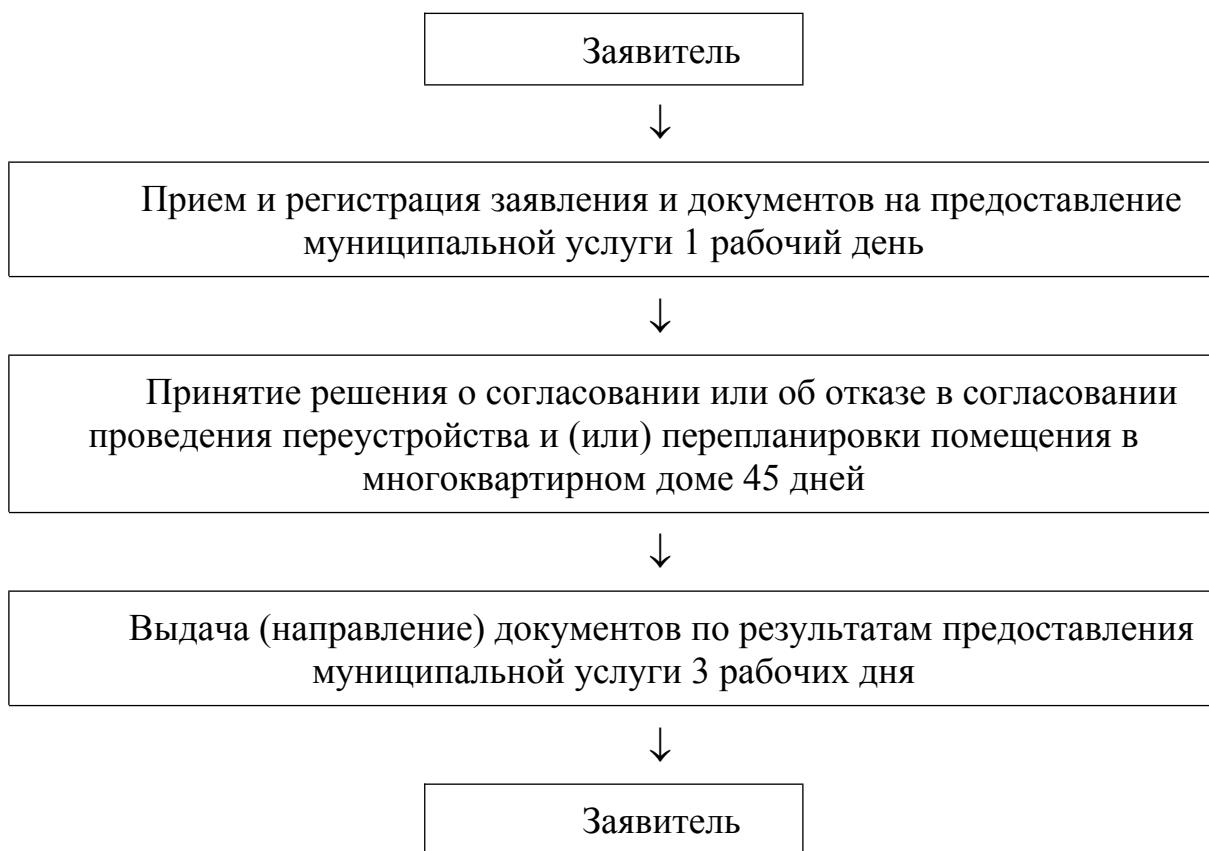 Заявитель
↓
Прием и регистрация заявления и документов на предоставление
муниципальной услуги 1 рабочий день
↓
Принятие решения о согласовании или об отказе в согласовании
проведения переустройства и (или) перепланировки помещения в
многоквартирном доме 45 дней
↓
Выдача (направление) документов по результатам предоставления
муниципальной услуги 3 рабочих дня
↓
Заявитель